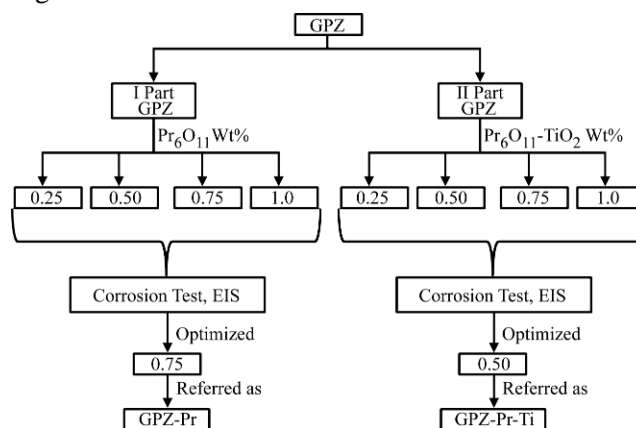 GPZ
I Part
GPZ
II Part
GPZ
Pr6O11 Wt%
Pr6O11-TiO2 Wt%
0.25 0.50 0.75 1.0
0.25 0.50 0.75 1.0
Corrosion Test, EIS
Corrosion Test, EIS
Optimized
Optimized
0.75
0.50
Referred as
Referred as
GPZ-Pr
GPZ-Pr-Ti